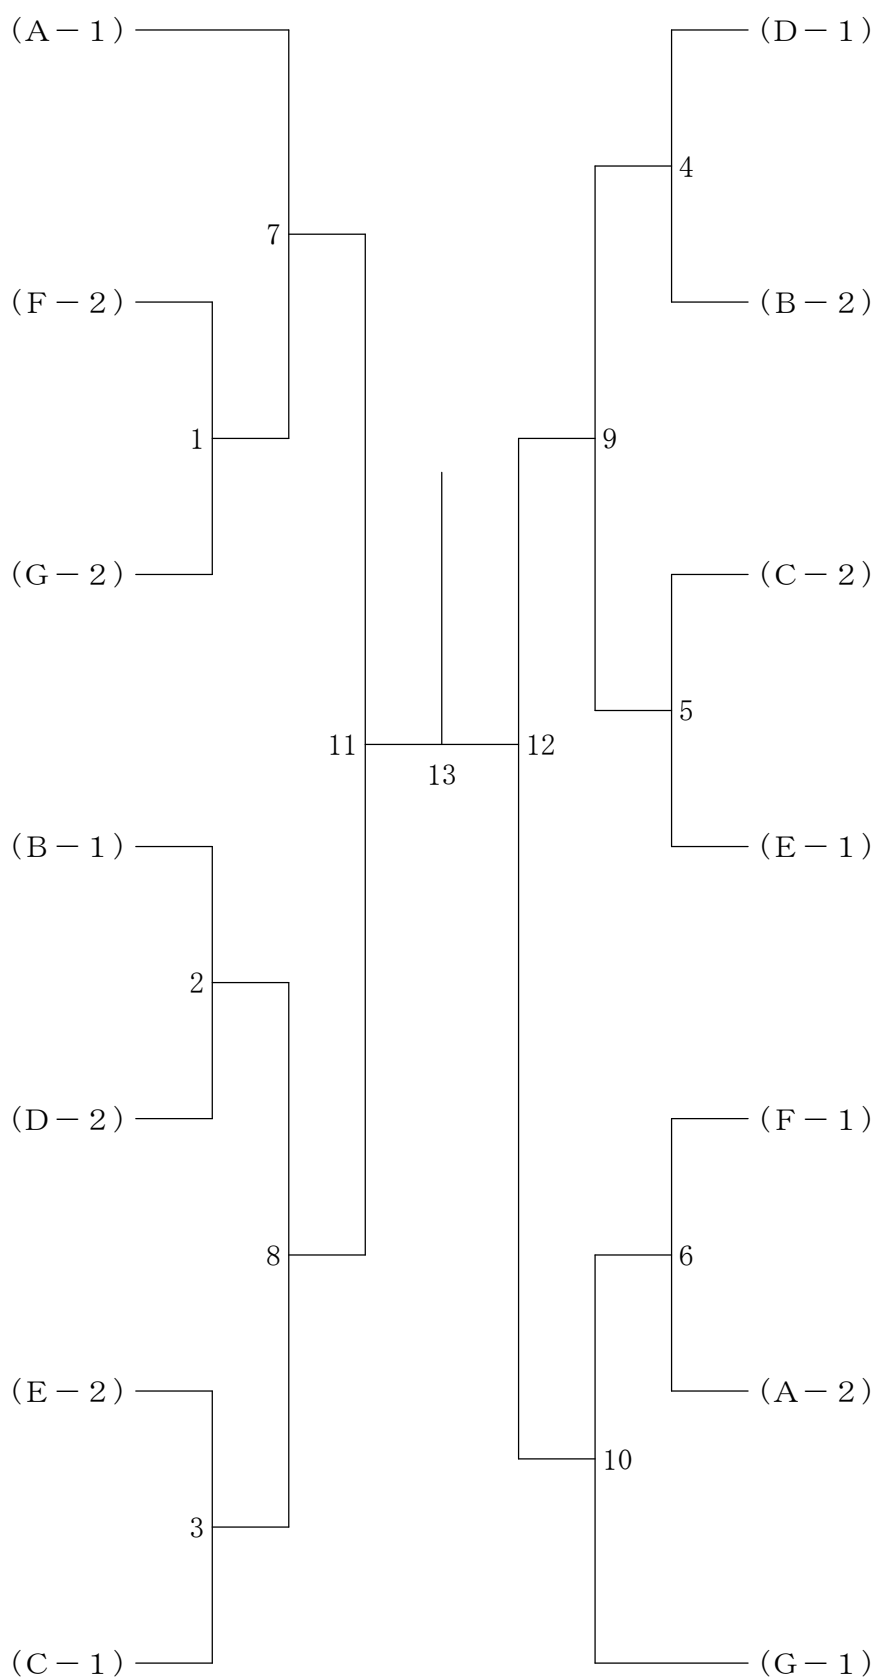 (A－1)
(D－1)
4
7
(F－2)
(B－2)
1
9
(G－2)
(C－2)
5
11
12
13
(B－1)
(E－1)
2
(D－2)
(F－1)
8
6
(E－2)
(A－2)
10
3
(C－1)
(G－1)